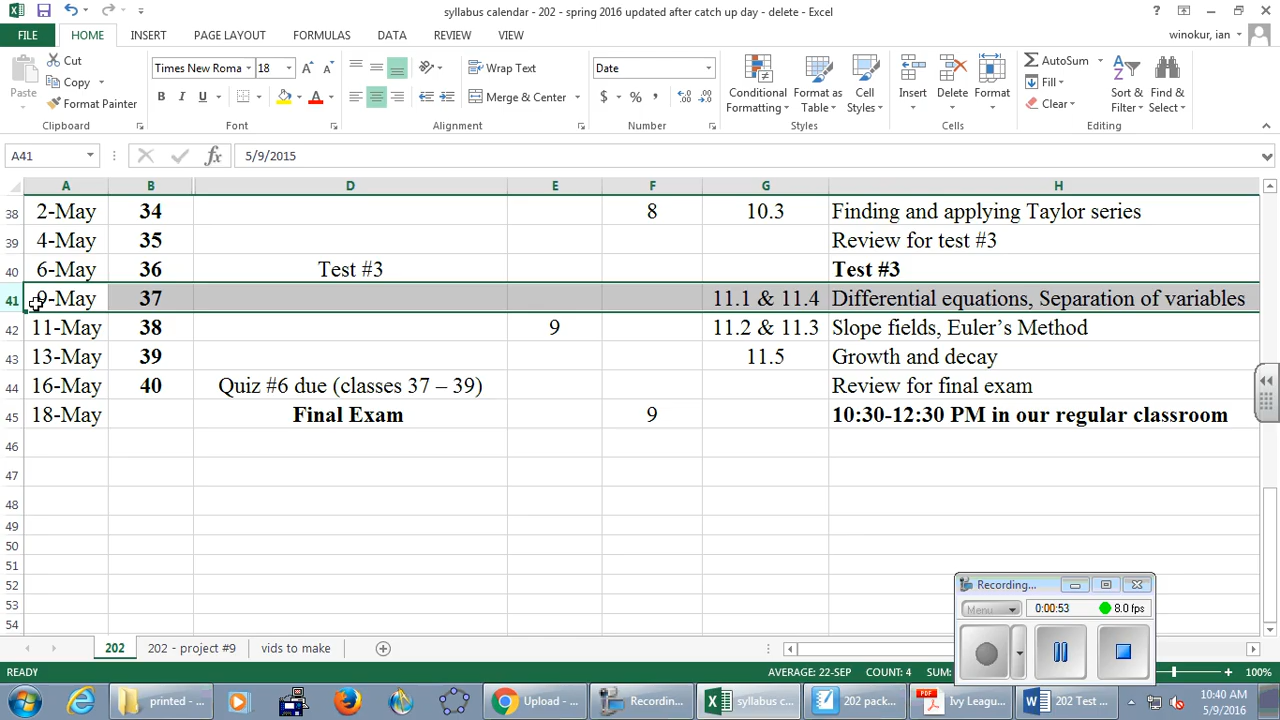 syllabus calendar - 202 - spring 2016 updated after catch up day - delete - Excel
FILE HOME INSERT PAGE LAYOUT FORMULAS DATA REVIEW VIEW winokur, ian
Cut
Copy
Format Painter
Paste
Clipboard
Times New Roma 18
B I U
Font
Wrap Text
Merge & Center
Alignment
Date
$ % ,
Number
Conditional Formatting
Format as Table
Cell Styles
Styles
Insert Delete Format
Cells
AutoSum
Fill
Clear
Sort & Filter
Find & Select
Editing
A41 fx 5/9/2015
A B D E F G H
38 2-May 34 8 10.3 Finding and applying Taylor series
39 4-May 35 Review for test #3
40 6-May 36 Test #3 Test #3
41 9-May 37 11.1 & 11.4 Differential equations, Separation of variables
42 11-May 38 9 11.2 & 11.3 Slope fields, Euler's Method
43 13-May 39 11.5 Growth and decay
44 16-May 40 Quiz #6 due (classes 37 – 39) Review for final exam
45 18-May Final Exam 9 10:30-12:30 PM in our regular classroom
46
47
48
49
50
51
52
53
54
Recording...
Menu 0:00:53 8.0 fps
202 202 - project #9 vids to make
READY AVERAGE: 22-SEP COUNT: 4 SUM: 100%
printed - ... Upload - ... Recordin... syllabus c... 202 pack... Ivy Leagu... 202 Test ... 10:40 AM
5/9/2016